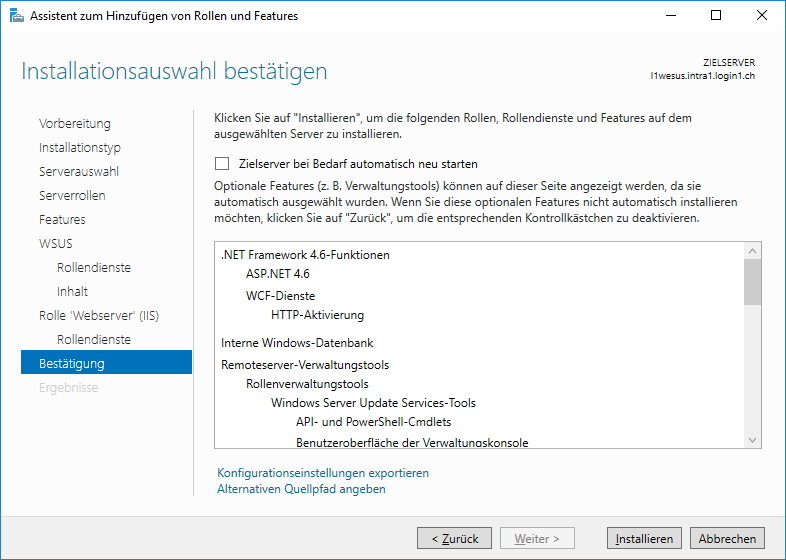 Assistent zum Hinzufügen von Rollen und Features
Installationsauswahl bestätigen
ZIELSERVER
l1wesus.intra1.login1.ch
Vorbereitung
Installationstyp
Serverauswahl
Serverrollen
Features
WSUS
Rollendienste
Inhalt
Rolle 'Webserver' (IIS)
Rollendienste
Bestätigung
Ergebnisse
Klicken Sie auf "Installieren", um die folgenden Rollen, Rollendienste und Features auf dem
ausgewählten Server zu installieren.
Zielserver bei Bedarf automatisch neu starten
Optionale Features (z. B. Verwaltungstools) können auf dieser Seite angezeigt werden, da sie
automatisch ausgewählt wurden. Wenn Sie diese optionalen Features nicht automatisch installieren
möchten, klicken Sie auf "Zurück", um die entsprechenden Kontrollkästchen zu deaktivieren.
.NET Framework 4.6-Funktionen
ASP.NET 4.6
WCF-Dienste
HTTP-Aktivierung
Interne Windows-Datenbank
Remoteserver-Verwaltungstools
Rollenverwaltungstools
Windows Server Update Services-Tools
API- und PowerShell-Cmdlets
Benutzeroberfläche der Verwaltungskonsole
Konfigurationseinstellungen exportieren
Alternativen Quellpfad angeben
< Zurück
Weiter >
Installieren
Abbrechen